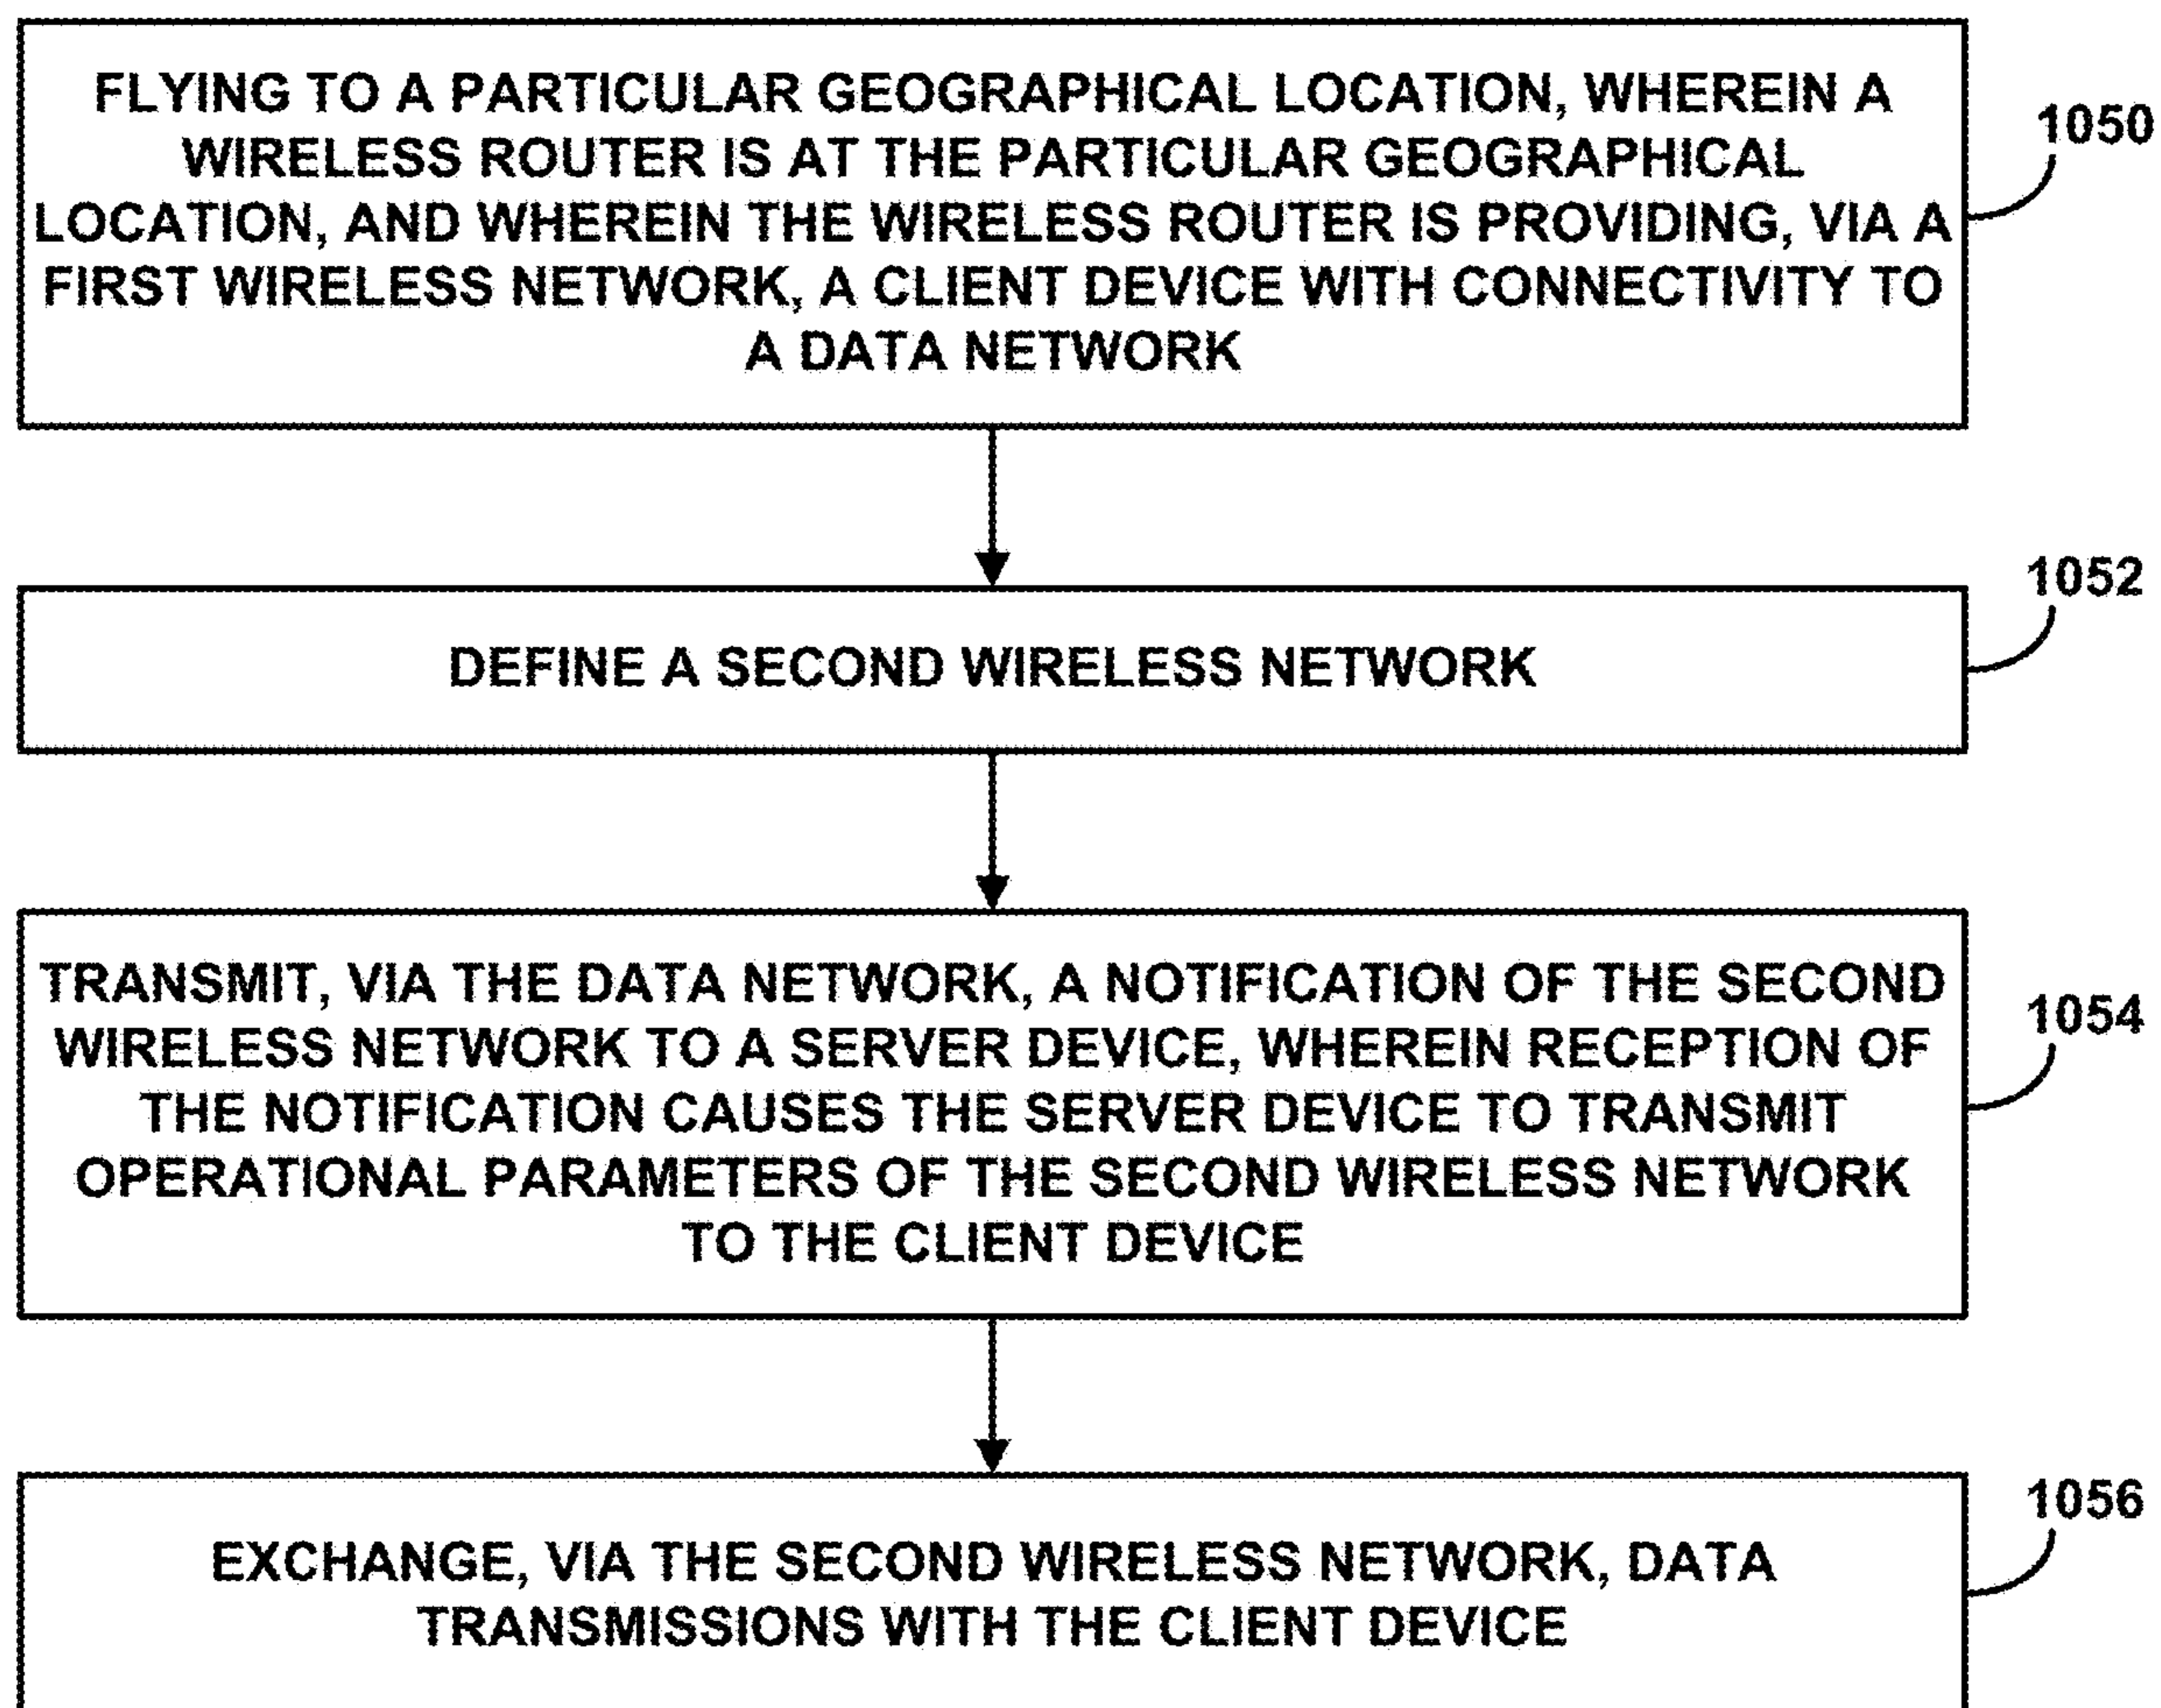 FLYING TO A PARTICULAR GEOGRAPHICAL LOCATION, WHEREIN A
WIRELESS ROUTER IS AT THE PARTICULAR GEOGRAPHICAL
LOCATION, AND WHEREIN THE WIRELESS ROUTER IS PROVIDING, VIA A
FIRST WIRELESS NETWORK, A CLIENT DEVICE WITH CONNECTIVITY TO
A DATA NETWORK
1050
DEFINE A SECOND WIRELESS NETWORK
1052
TRANSMIT, VIA THE DATA NETWORK, A NOTIFICATION OF THE SECOND
WIRELESS NETWORK TO A SERVER DEVICE, WHEREIN RECEPTION OF
THE NOTIFICATION CAUSES THE SERVER DEVICE TO TRANSMIT
OPERATIONAL PARAMETERS OF THE SECOND WIRELESS NETWORK
TO THE CLIENT DEVICE
1054
EXCHANGE, VIA THE SECOND WIRELESS NETWORK, DATA
TRANSMISSIONS WITH THE CLIENT DEVICE
1056